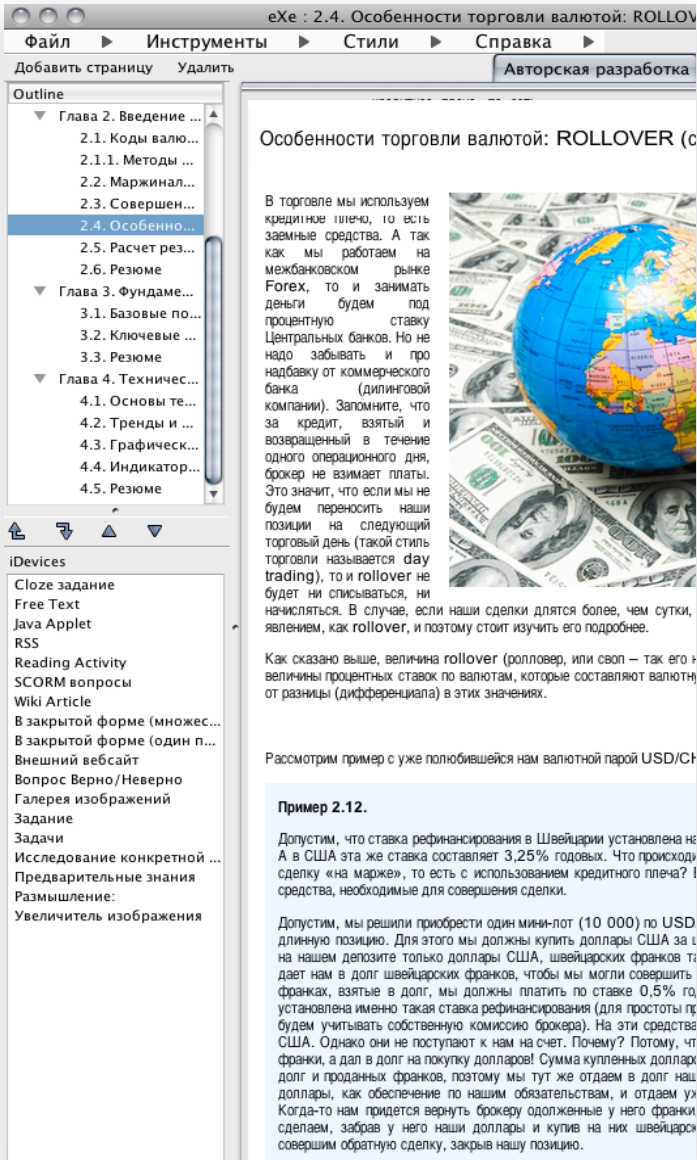 eXe : 2.4. Особенности торговли валютой: ROLLOV
Файл Инструменты Стили Справка
Добавить страницу Удалить
Авторская разработка
Outline
Глава 2. Введение ...
2.1. Коды валю...
2.1.1. Методы ...
2.2. Маржинал...
2.3. Совершен...
2.4. Особенно...
2.5. Расчет рез...
2.6. Резюме
Глава 3. Фундаме...
3.1. Базовые по...
3.2. Ключевые ...
3.3. Резюме
Глава 4. Техничес...
4.1. Основы те...
4.2. Тренды и ...
4.3. Графическ...
4.4. Индикатор...
4.5. Резюме
iDevices
Cloze задание
Free Text
Java Applet
RSS
Reading Activity
SCORM вопросы
Wiki Article
В закрытой форме (множес...
В закрытой форме (один п...
Внешний вебсайт
Вопрос Верно/Неверно
Галерея изображений
Задание
Задачи
Исследование конкретной ...
Предварительные знания
Размышление:
Увеличитель изображения
Особенности торговли валютой: ROLLOVER (с
В торговле мы используем
кредитное плечо, то есть
заемные средства. А так
как мы работаем на
межбанковском рынке
Forex, то и занимать
деньги будем под
процентную ставку
Центральных банков. Но не
надо забывать и про
надбавку от коммерческого
банка (дилинговой
компании). Запомните, что
за кредит, взятый и
возвращенный в течение
одного операционного дня,
брокер не взимает платы.
Это значит, что если мы не
будем переносить наши
позиции на следующий
торговый день (такой стиль
торговли называется day
trading), то и rollover не
будет ни списываться, ни
начисляться. В случае, если наши сделки длятся более, чем сутки,
явлением, как rollover, и поэтому стоит изучить его подробнее.
Как сказано выше, величина rollover (ролловер, или своп – так его н
величины процентных ставок по валютам, которые составляют валютну
от разницы (дифференциала) в этих значениях.
Рассмотрим пример с уже полюбившейся нам валютной парой USD/CH
Пример 2.12.
Допустим, что ставка рефинансирования в Швейцарии установлена на
А в США эта же ставка составляет 3,25% годовых. Что происходи
сделку «на марже», то есть с использованием кредитного плеча? В
средства, необходимые для совершения сделки.
Допустим, мы решили приобрести один мини-лот (10 000) по USD
длинную позицию. Для этого мы должны купить доллары США за ш
на нашем депозите только доллары США, швейцарских франков та
дает нам в долг швейцарских франков, чтобы мы могли совершить
франках, взятые в долг, мы должны платить по ставке 0,5% го
установлена именно такая ставка рефинансирования (для простоты пр
будем учитывать собственную комиссию брокера). На эти средства
США. Однако они не поступают к нам на счет. Почему? Потому, чт
франки, а дал в долг на покупку долларов! Сумма купленных долларо
долг и проданных франков, поэтому мы тут же отдаем в долг наш
доллары, как обеспечение по нашим обязательствам, и отдаем уж
Когда-то нам придется вернуть брокеру одолженные у него франки
сделаем, забрав у него наши доллары и купив на них швейцарск
совершим обратную сделку, закрыв нашу позицию.